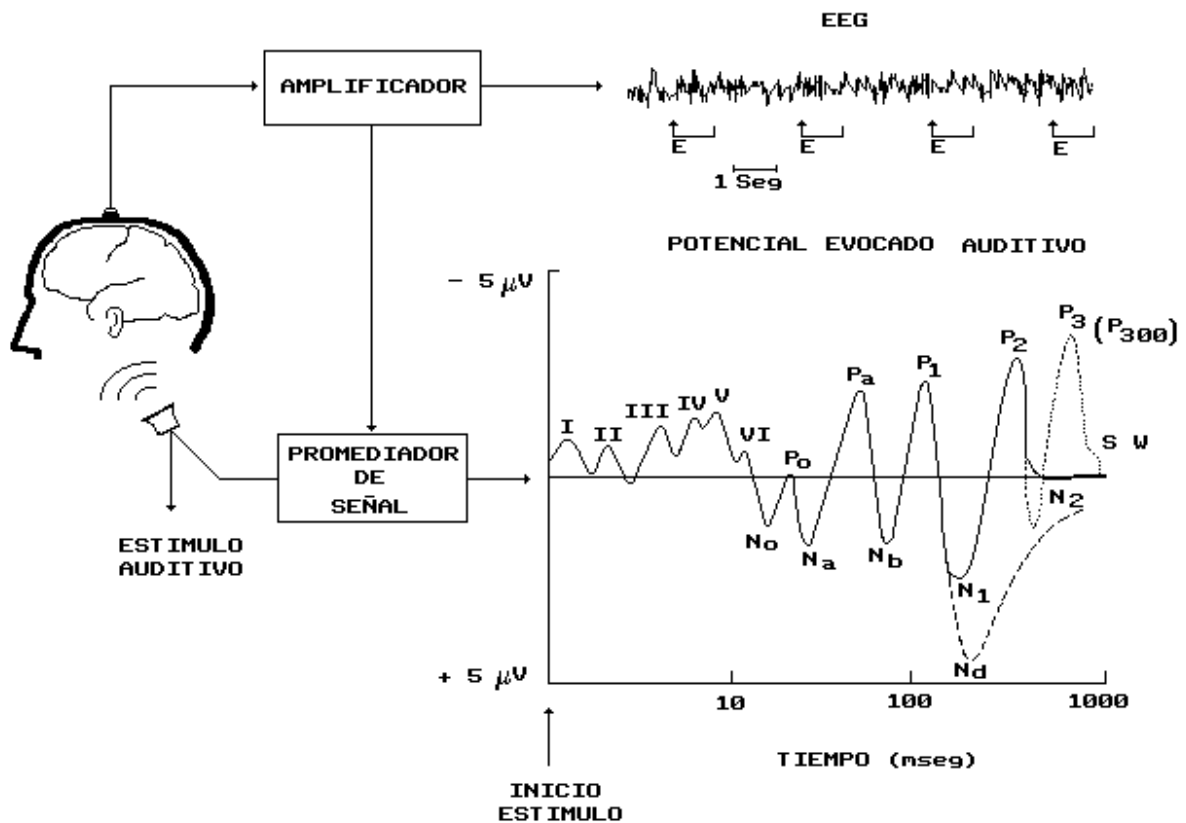 EEG
AMPLIFICADOR
E E E E
1 Seg
POTENCIAL EVOCADO AUDITIVO
- 5 μV
P3 (P300)
P2
P1
Pa
I II III IV V VI
Po
S W
No Na Nb N1 N2
Nd
PROMEDIADOR
DE
SEÑAL
ESTIMULO
AUDITIVO
+ 5 μV
10 100 1000
TIEMPO (mseg)
INICIO
ESTIMULO